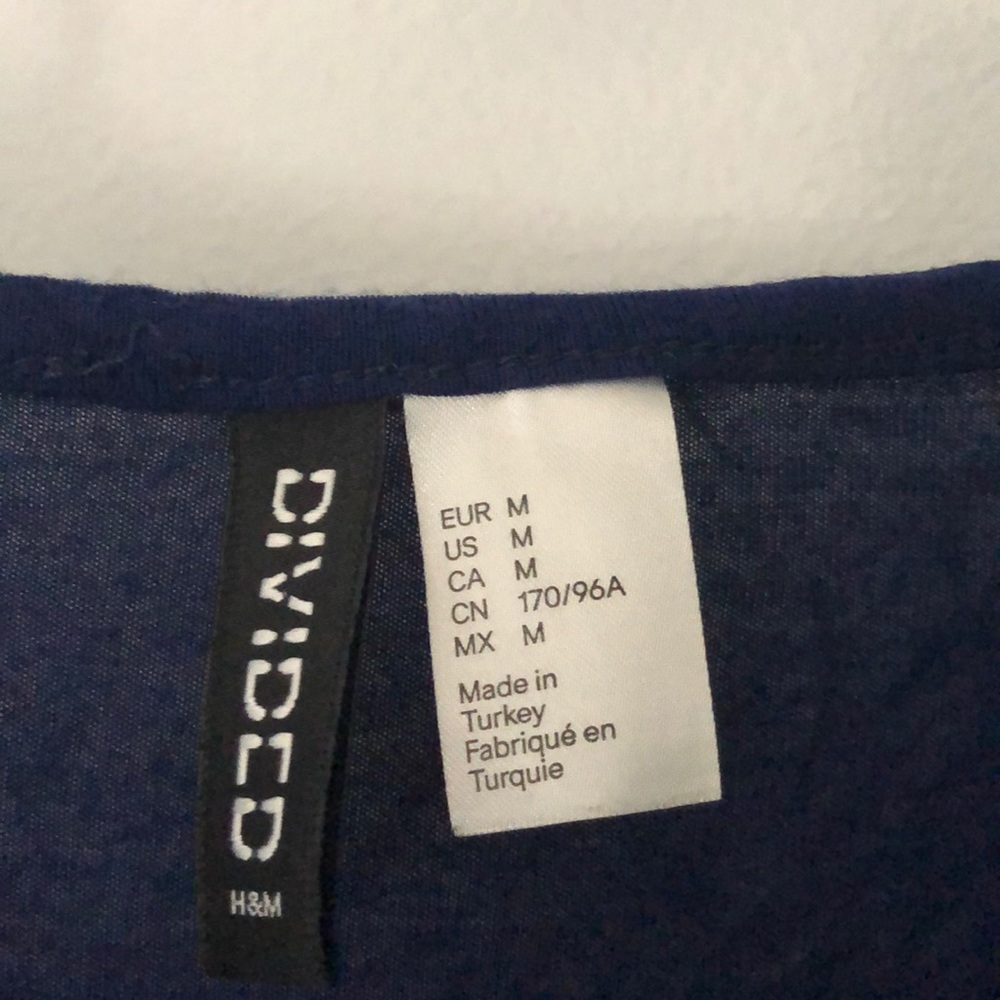 DIVIDED
H&M
EUR M
US M
CA M
CN 170/96A
MX M
Made in
Turkey
Fabriqué en
Turquie